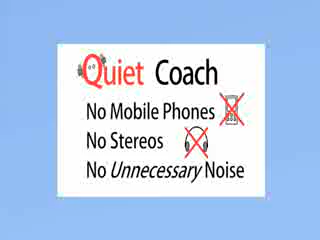 Quiet Coach
No Mobile Phones
No Stereos
No Unnecessary Noise